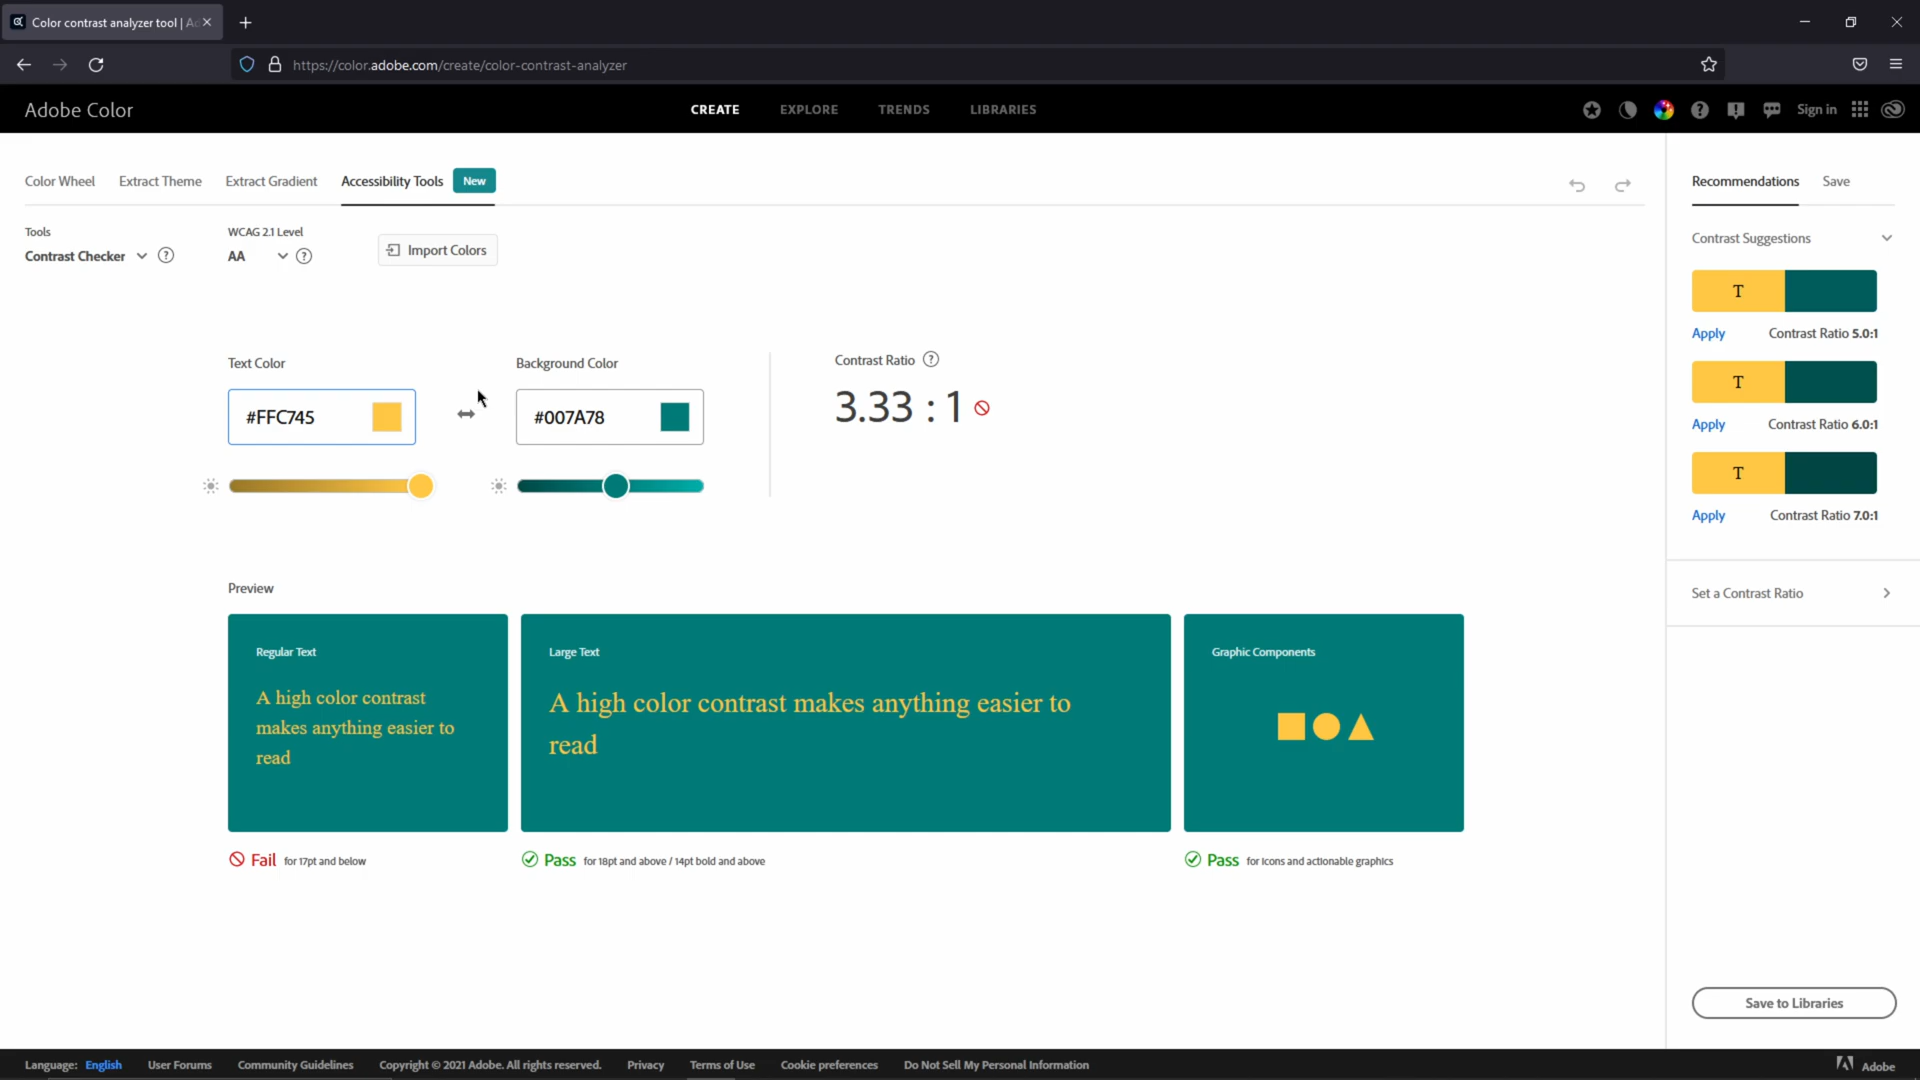 Color contrast analyzer tool | Ad
https://color.adobe.com/create/color-contrast-analyzer
Adobe Color
CREATE
EXPLORE
TRENDS
LIBRARIES
Sign in
Color Wheel
Extract Theme
Extract Gradient
Accessibility Tools
New
Recommendations
Save
Tools
Contrast Checker
WCAG 2.1 Level
AA
Import Colors
Contrast Suggestions
T
Apply
Contrast Ratio 5.0:1
T
Apply
Contrast Ratio 6.0:1
T
Apply
Contrast Ratio 7.0:1
Text Color
#FFC745
Background Color
#007A78
Contrast Ratio
3.33 : 1
Set a Contrast Ratio
Preview
Regular Text
A high color contrast
makes anything easier to
read
Large Text
A high color contrast makes anything easier to
read
Graphic Components
Fail for 17pt and below
Pass for 18pt and above / 14pt bold and above
Pass for icons and actionable graphics
Save to Libraries
Language: English
User Forums
Community Guidelines
Copyright © 2021 Adobe. All rights reserved.
Privacy
Terms of Use
Cookie preferences
Do Not Sell My Personal Information
Adobe